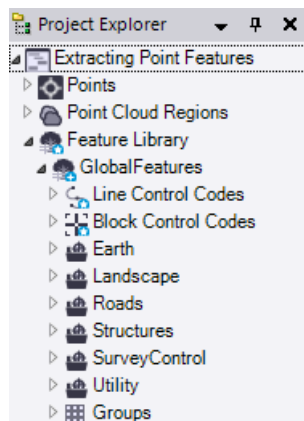 Project Explorer
Extracting Point Features
Points
Point Cloud Regions
Feature Library
GlobalFeatures
Line Control Codes
Block Control Codes
Earth
Landscape
Roads
Structures
SurveyControl
Utility
Groups